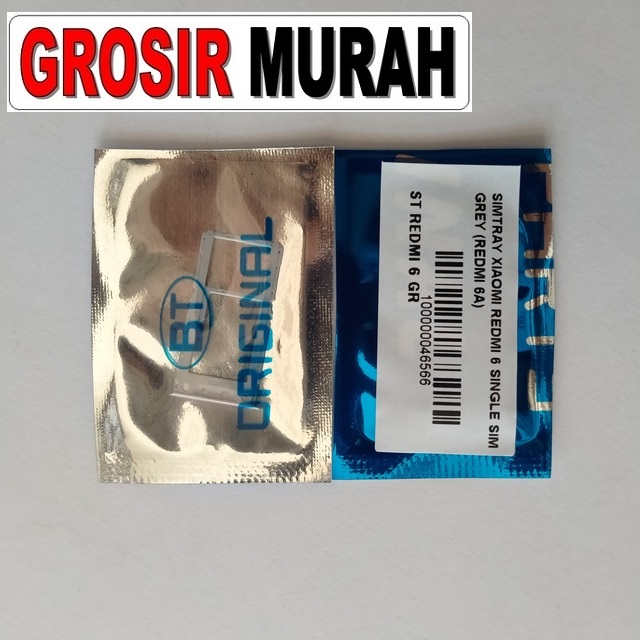 GROSIR MURAH
BT
ORIGINAL
SIMTRAY XIAOMI REDMI 6 SINGLE SIM
GREY (REDMI 6A)
100000046566
ST REDMI 6 GR